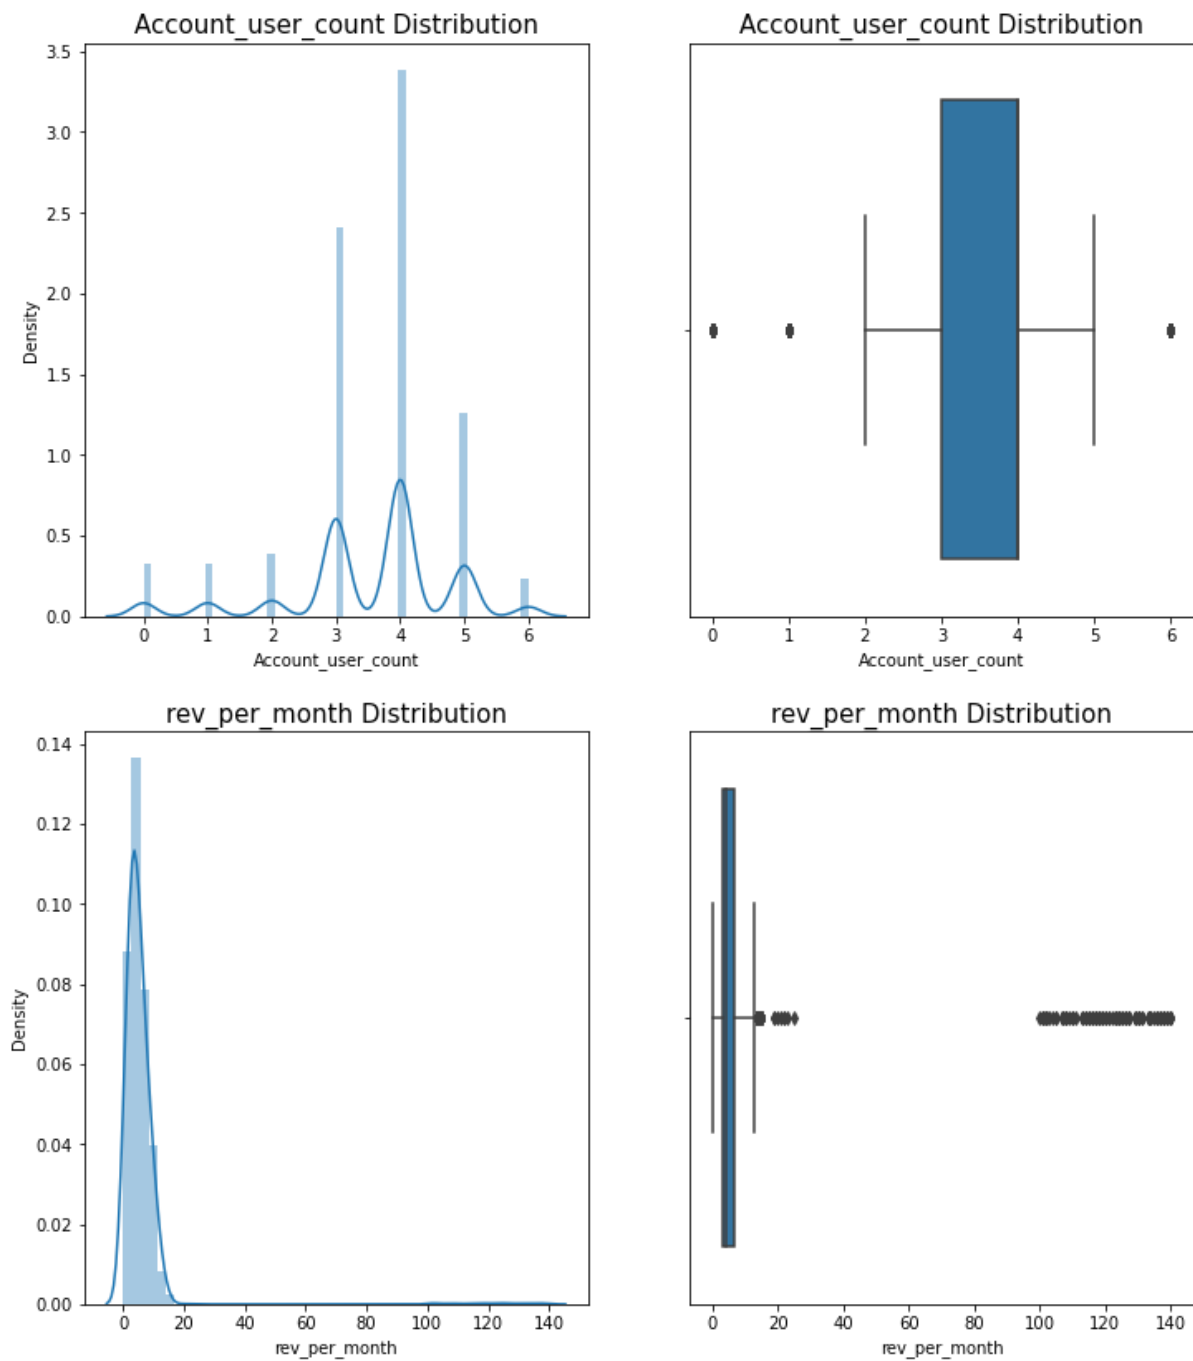 Account_user_count Distribution
3.5
3.0
2.5
2.0
1.5
1.0
0.5
0.0
Density
0 1 2 3 4 5 6
Account_user_count
Account_user_count Distribution
0 1 2 3 4 5 6
Account_user_count
rev_per_month Distribution
0.14
0.12
0.10
0.08
0.06
0.04
0.02
0.00
Density
0 20 40 60 80 100 120 140
rev_per_month
rev_per_month Distribution
0 20 40 60 80 100 120 140
rev_per_month